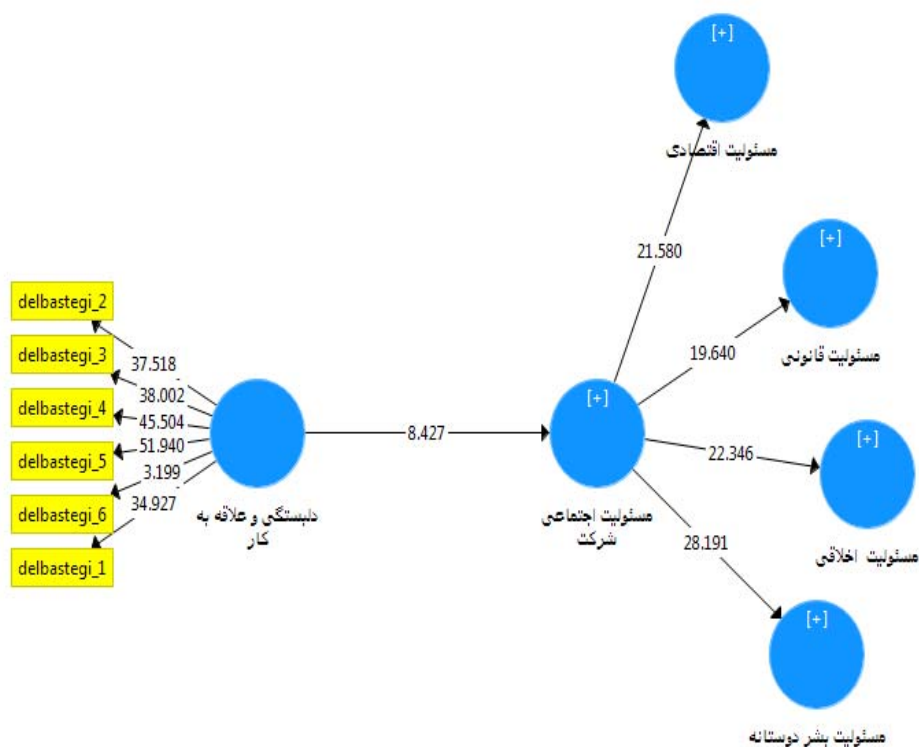 [+]
مسئولیت اقتصادی
21.580
[+]
19.640
مسئولیت قانونی
delbastegi_2
delbastegi_3
delbastegi_4
delbastegi_5
delbastegi_6
delbastegi_1
37.518
38.002
45.504
51.940
3.199
34.927
دلبستگی و علاقه به
کار
8.427
[+]
مسئولیت اجتماعی
شرکت
22.346
[+]
مسئولیت اخلاقی
28.191
[+]
مسئولیت بشر دوستانه